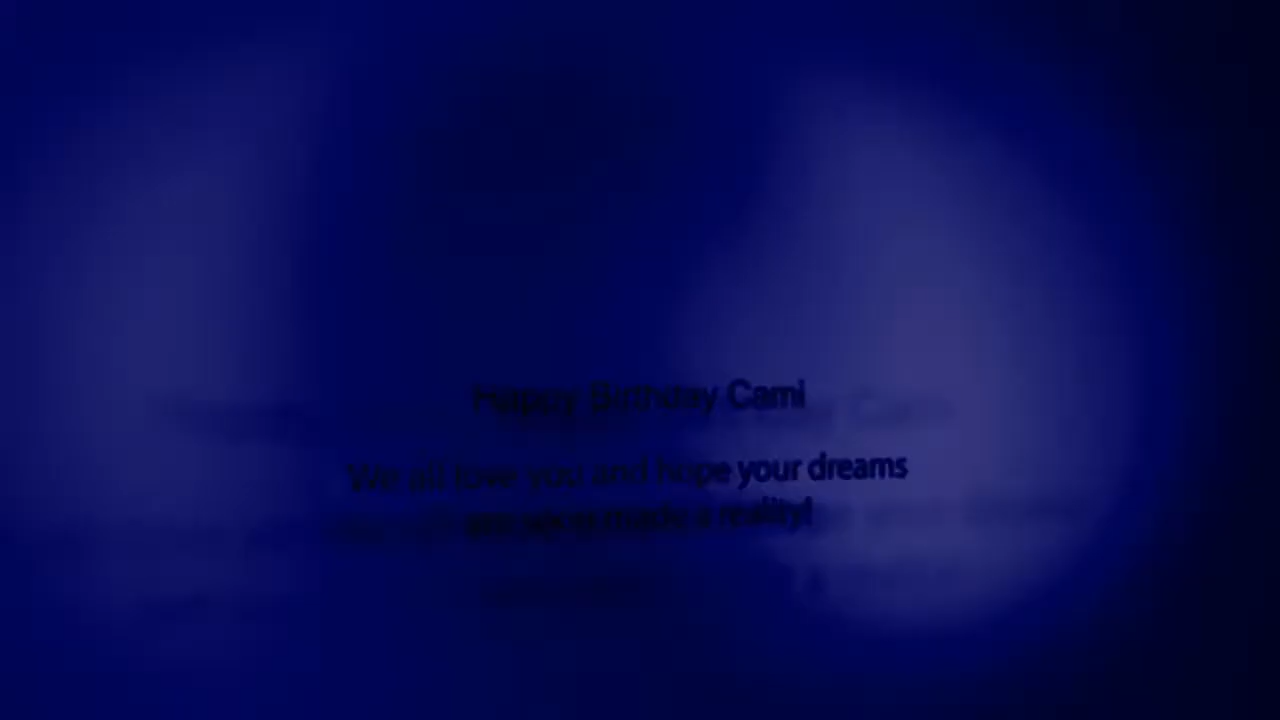 Happy Birthday Cami
We all love you and hope your dreams
are soon made a reality!